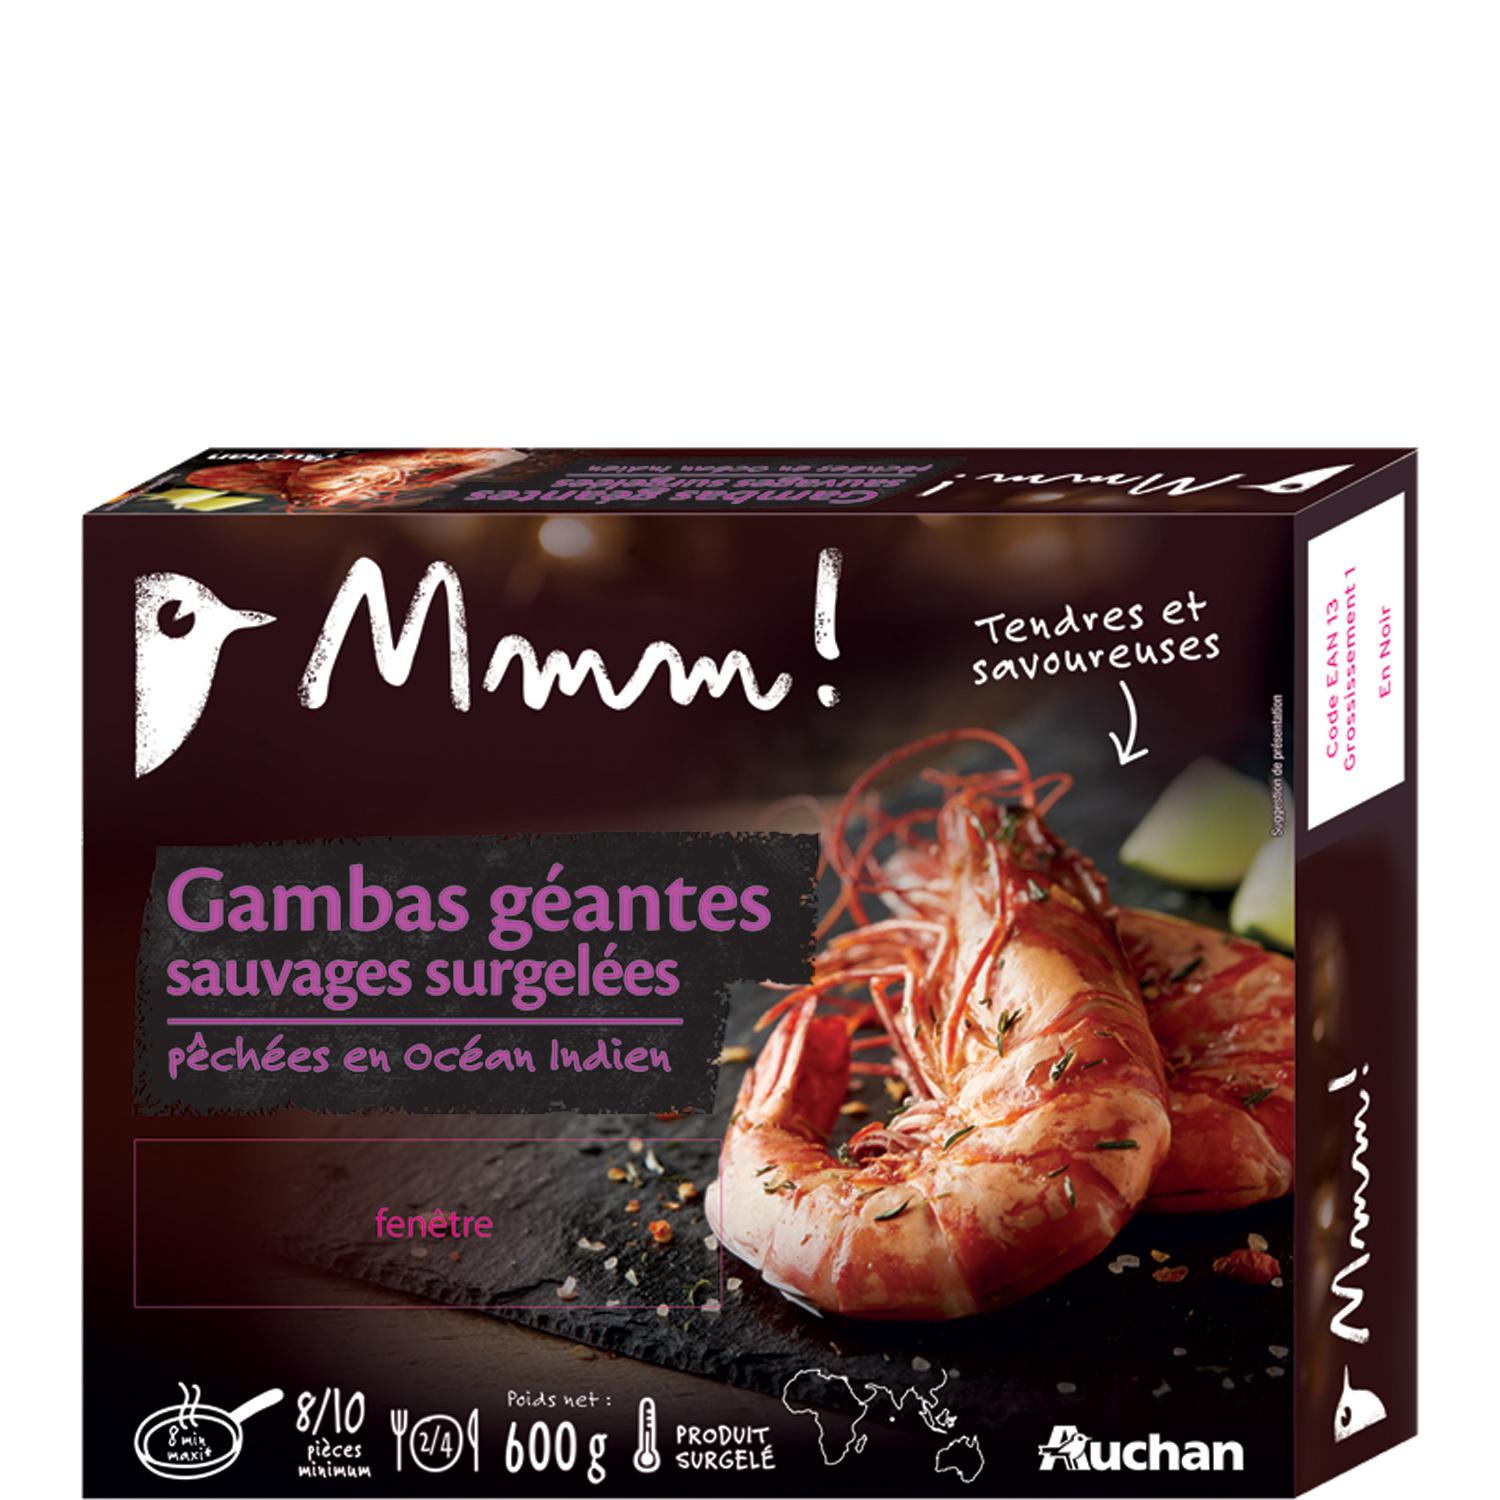 Auchan
pêchées en Océan Indien
sauvages surgelées
Gambas géantes
Mmm!
Mmm!
Tendres et
savoureuses
Suggestion de présentation
Code EAN 13
Grossissement 1
En Noir
Gambas géantes
sauvages surgelées
pêchées en Océan Indien
fenêtre
Mmm!
8 min
maxi*
8/10
pièces
minimum
2/4
Poids net :
600 g
PRODUIT
SURGELÉ
Auchan